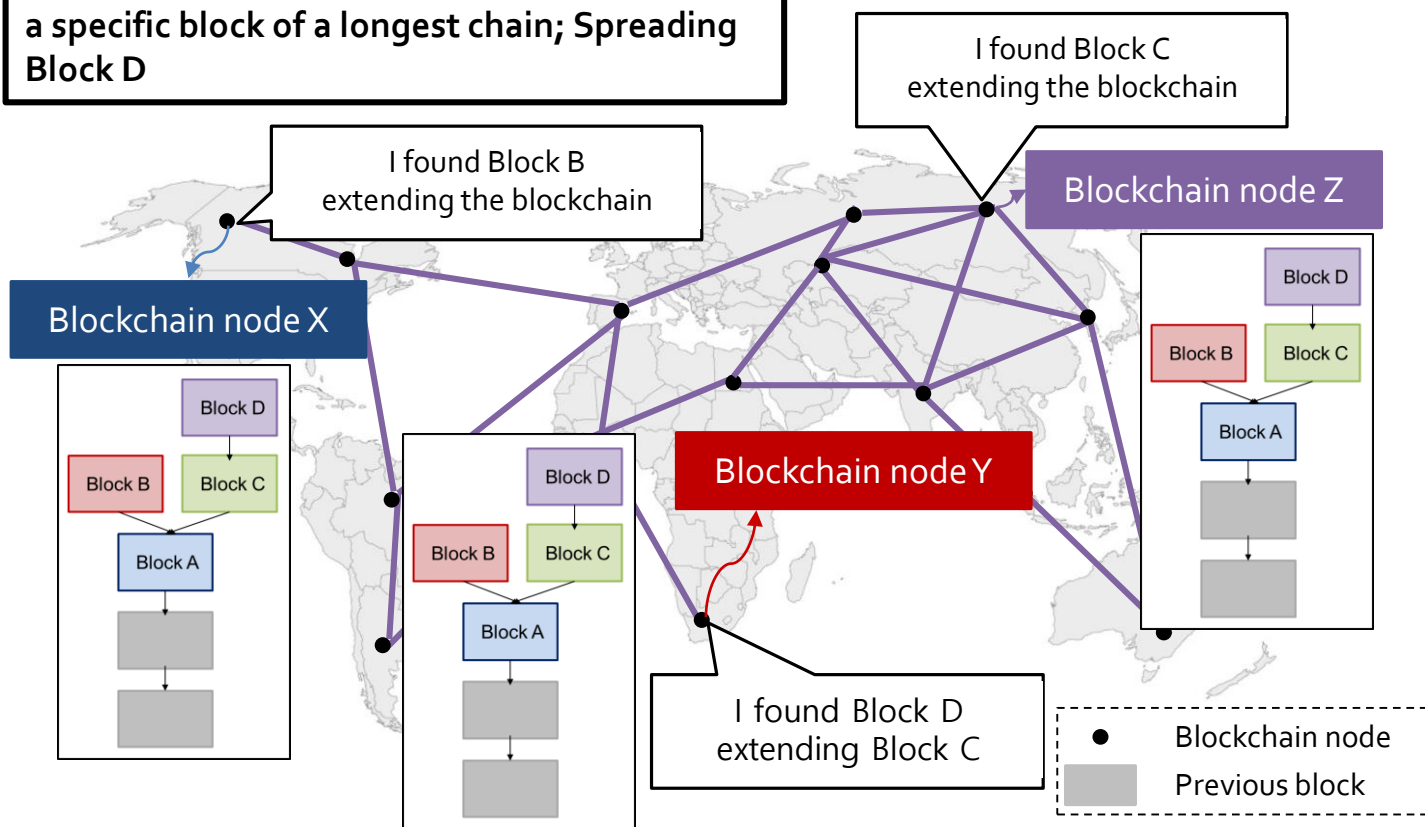 a specific block of a longest chain; Spreading
Block D
I found Block C
extending the blockchain
I found Block B
extending the blockchain
Blockchain node Z
Blockchain node X
Block D
Block B
Block C
Block A
Block D
Block B
Block C
Block A
Blockchain node Y
Block D
Block B
Block C
Block A
I found Block D
extending Block C
Blockchain node
Previous block